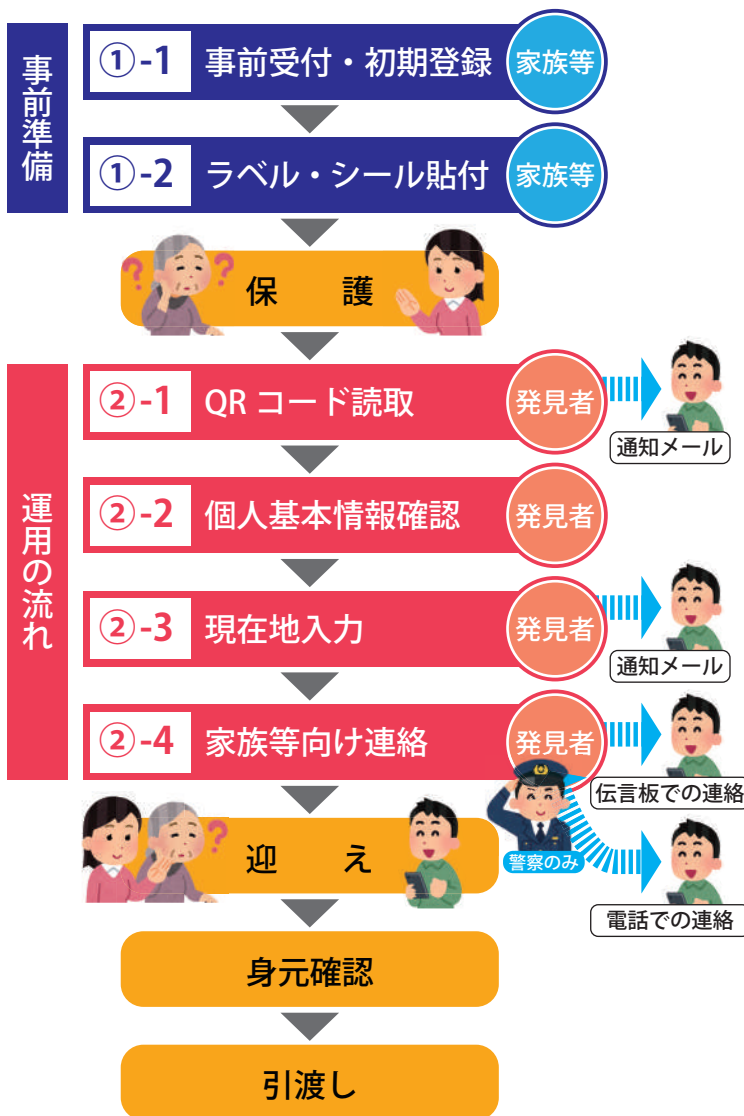 事前準備
①-1 事前受付・初期登録 家族等
①-2 ラベル・シール貼付 家族等
??保護
運用の流れ
②-1 QRコード読取 発見者
通知メール
②-2 個人基本情報確認 発見者
②-3 現在地入力 発見者
通知メール
②-4 家族等向け連絡 発見者
伝言板での連絡
?迎え
警察のみ
電話での連絡
身元確認
引渡し